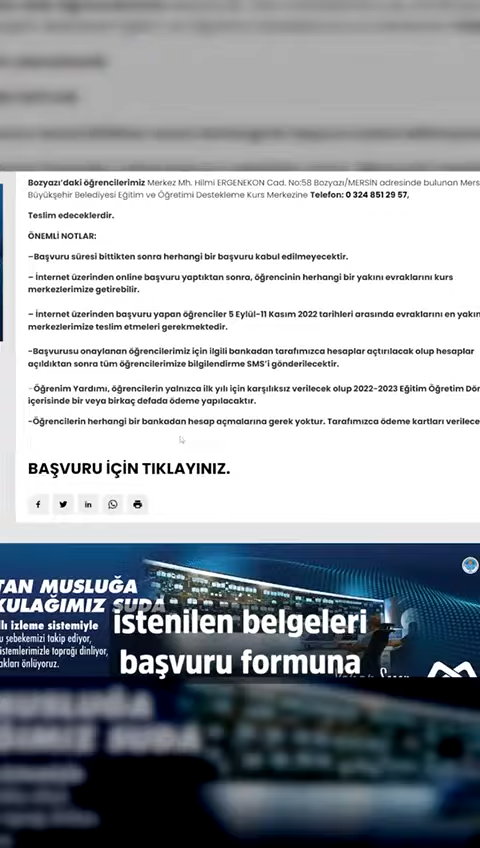 Bozyazı'daki öğrencilerimiz Merkez Mh. Hilmi ERGENEKON Cad. No:58 Bozyazı/MERSİN adresinde bulunan Mers
Büyükşehir Belediyesi Eğitim ve Öğretimi Destekleme Kurs Merkezine Telefon: 0 324 851 29 57,
Teslim edeceklerdir.
ÖNEMLİ NOTLAR:
–Başvuru süresi bittikten sonra herhangi bir başvuru kabul edilmeyecektir.
– İnternet üzerinden online başvuru yaptıktan sonra, öğrencinin herhangi bir yakını evraklarını kurs
merkezlerimize getirebilir.
– İnternet üzerinden başvuru yapan öğrenciler 5 Eylül-11 Kasım 2022 tarihleri arasında evraklarını en yakın
merkezlerimize teslim etmeleri gerekmektedir.
-Başvurusu onaylanan öğrencilerimiz için ilgili bankadan tarafımızca hesaplar açtırılacak olup hesaplar
açıldıktan sonra tüm öğrencilerimize bilgilendirme SMS'i gönderilecektir.
-Öğrenim Yardımı, öğrencilerin yalnızca ilk yılı için karşılıksız verilecek olup 2022-2023 Eğitim Öğretim Dön
içerisinde bir veya birkaç defada ödeme yapılacaktır.
-Öğrencilerin herhangi bir bankadan hesap açmalarına gerek yoktur. Tarafımızca ödeme kartları verilece
BAŞVURU İÇİN TIKLAYINIZ.
TAN MUSLUĞA
KULAĞIMIZ SUDA
llı izleme sistemiyle
u şebekemizi takip ediyor,
istemlerimizle toprağı dinliyor,
akları önlüyoruz.
istenilen belgeleri
başvuru formuna